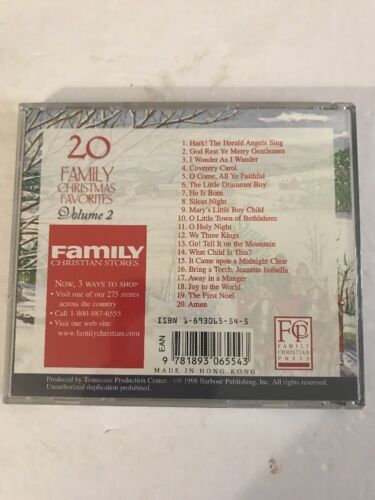 20
FAMILY
CHRISTMAS
FAVORITES
Volume 2
FAMILY
CHRISTIAN STORES
NOW, 3 WAYS TO SHOP
• Visit one of our 275 stores
across the country
• Call 1-800-887-6555
• Visit our web site:
www.familychristian.com
1. Hark! The Herald Angels Sing
2. God Rest Ye Merry Gentlemen
3. I Wonder As I Wander
4. Coventry Carol
5. O Come, All Ye Faithful
6. The Little Drummer Boy
7. He Is Born
8. Silent Night
9. Mary's Little Boy Child
10. O Little Town of Bethlehem
11. O Holy Night
12. We Three Kings
13. Go! Tell It on the Mountain
14. What Child Is This?
15. It Came upon a Midnight Clear
16. Bring a Torch, Jeanette Isabella
17. Away in a Manger
18. Joy to the World
19. The First Noel
20. Amen
ISBN 1-893065-54-5
EAN
9 781893 065543
MADE IN HONG KONG
FCP
FAMILY
CHRISTIAN
PRESS
Produced by Tennessee Production Center. ©℗ 1998 Barbour Publishing, Inc. All rights reserved.
Unauthorized duplication prohibited.